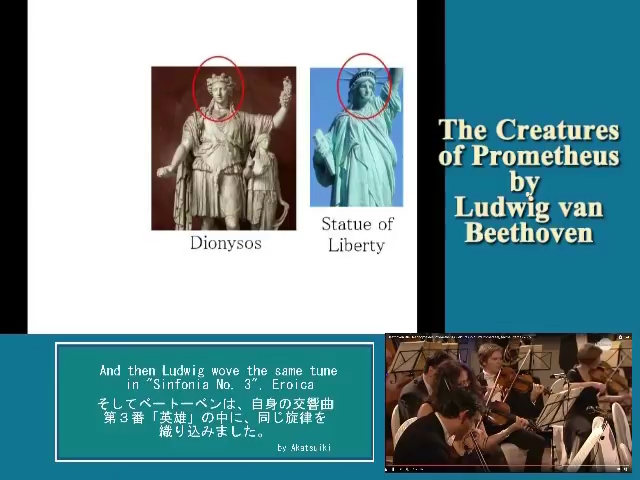 Dionysos
Statue of
Liberty
The Creatures
of Prometheus
by
Ludwig van
Beethoven
And then Ludwig wove the same tune
in "Sinfonia No. 3", Eroica
そしてベートーベンは、自身の交響曲
第３番「英雄」の中に、同じ旋律を
織り込みました。
by Akatsuiki